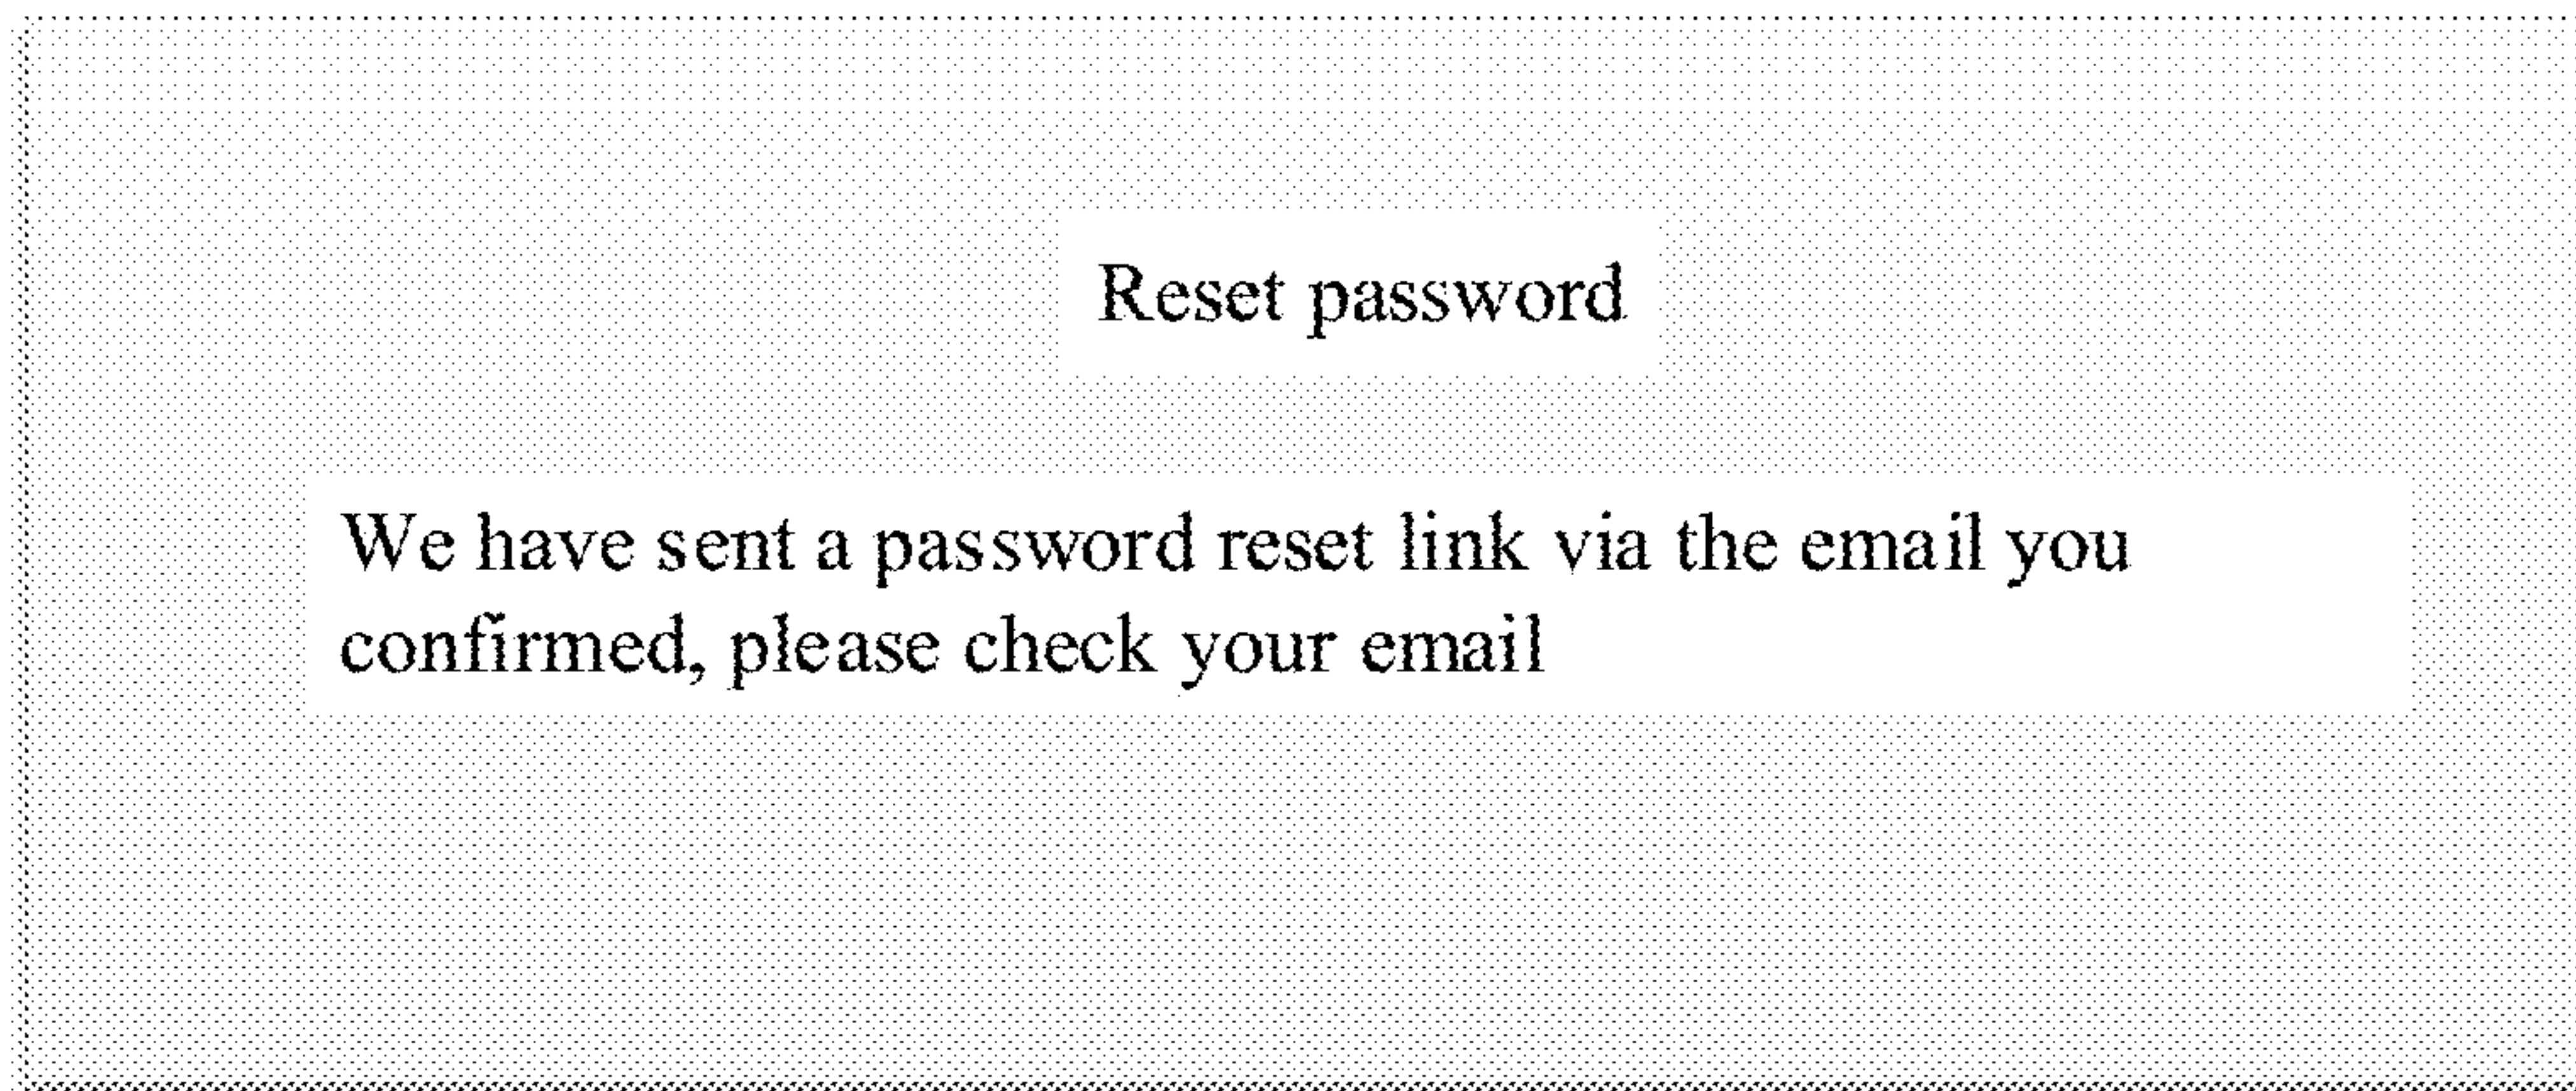 Reset password
We have sent a password reset link via the email you
confirmed, please check your email